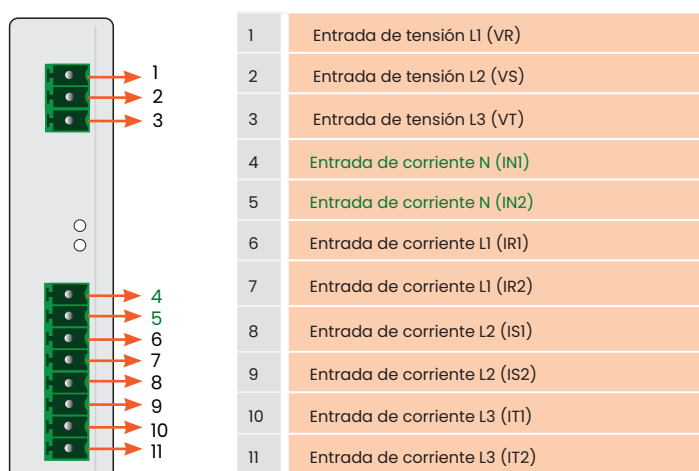 1
2
3
4
5
6
7
8
9
10
11
1 Entrada de tensión L1 (VR)
2 Entrada de tensión L2 (VS)
3 Entrada de tensión L3 (VT)
4 Entrada de corriente N (IN1)
5 Entrada de corriente N (IN2)
6 Entrada de corriente L1 (IR1)
7 Entrada de corriente L1 (IR2)
8 Entrada de corriente L2 (IS1)
9 Entrada de corriente L2 (IS2)
10 Entrada de corriente L3 (IT1)
11 Entrada de corriente L3 (IT2)